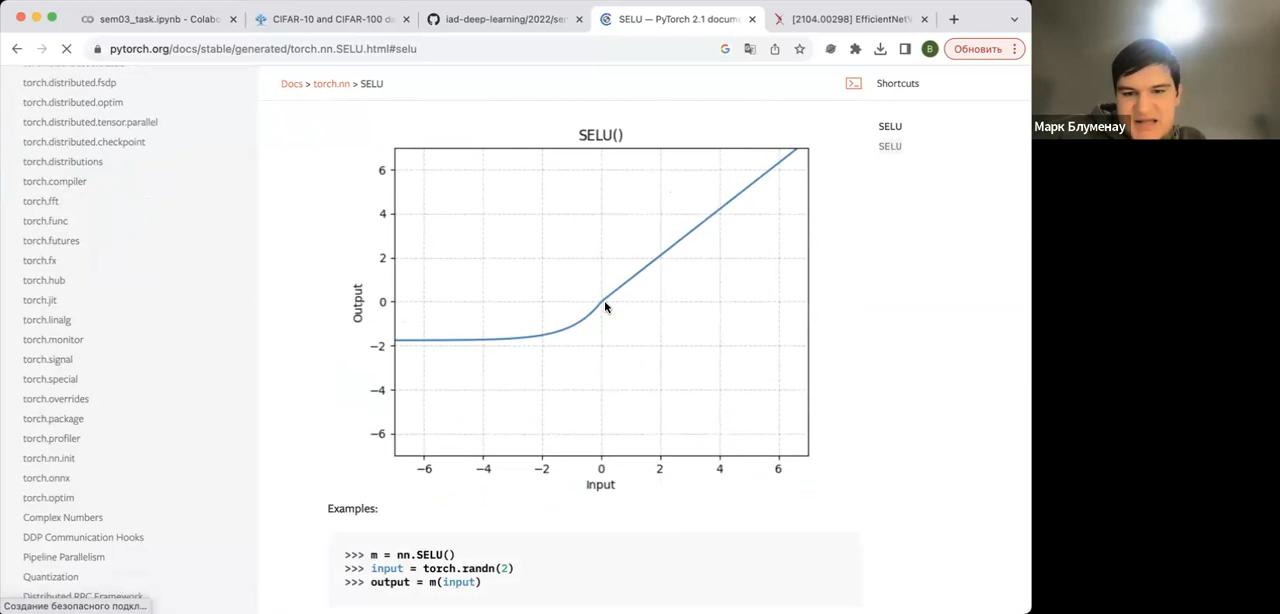 sem03_task.ipynb - Colabo
CIFAR-10 and CIFAR-100 da
iad-deep-learning/2022/sem
SELU — PyTorch 2.1 docume
[2104.00298] EfficientNetV
pytorch.org/docs/stable/generated/torch.nn.SELU.html#selu
B
Обновить
torch.distributed.fsdp
torch.distributed.optim
torch.distributed.tensor.parallel
torch.distributed.checkpoint
torch.distributions
torch.compiler
torch.fft
torch.func
torch.futures
torch.fx
torch.hub
torch.jit
torch.linalg
torch.monitor
torch.signal
torch.special
torch.overrides
torch.package
torch.profiler
torch.nn.init
torch.onnx
torch.optim
Complex Numbers
DDP Communication Hooks
Pipeline Parallelism
Quantization
Distributed RPC Framework
Создание безопасного подкл...
Docs > torch.nn > SELU
Shortcuts
SELU
SELU
SELU()
Output
6
4
2
0
−2
−4
−6
−6 −4 −2 0 2 4 6
Input
Examples:
>>> m = nn.SELU()
>>> input = torch.randn(2)
>>> output = m(input)
Марк Блуменау